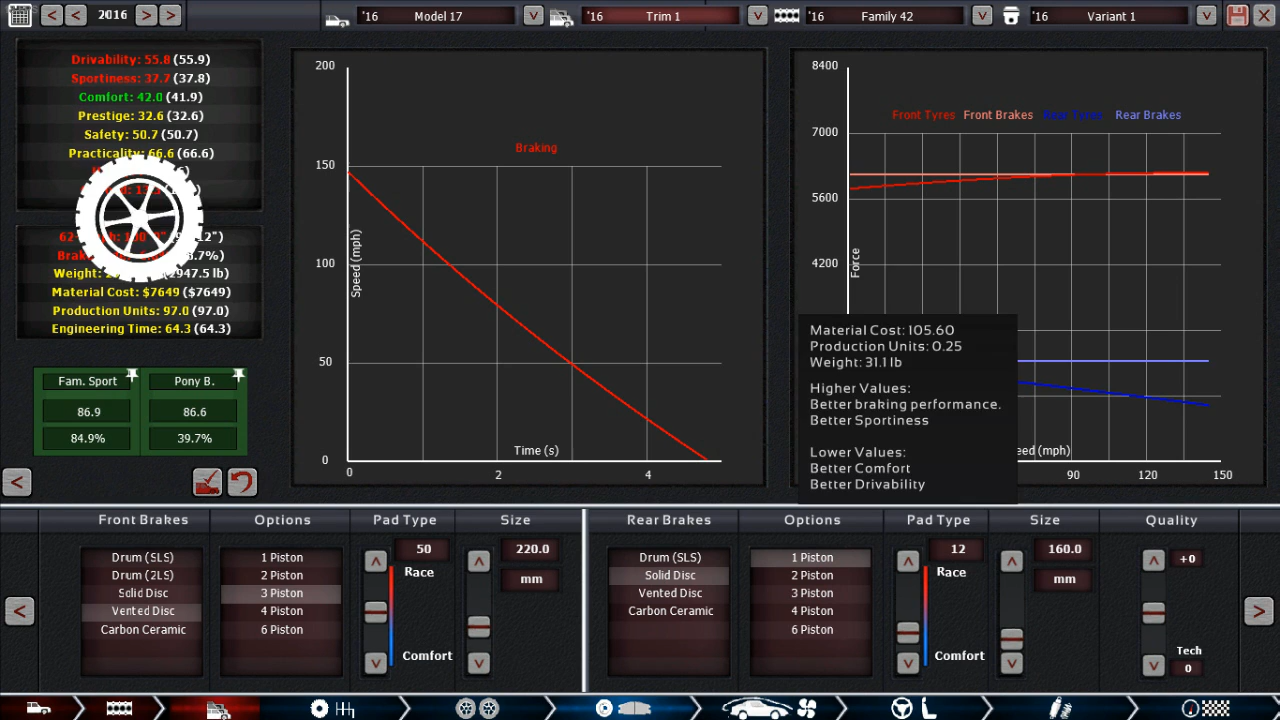 2016
'16 Model 17
'16 Trim 1
'16 Family 42
'16 Variant 1
Drivability: 55.8 (55.9)
Sportiness: 37.7 (37.8)
Comfort: 42.0 (41.9)
Prestige: 32.6 (32.6)
Safety: 50.7 (50.7)
Practicality: 66.6 (66.6)
Weight: (2947.5 lb)
Material Cost: $7649 ($7649)
Production Units: 97.0 (97.0)
Engineering Time: 64.3 (64.3)
Fam. Sport
Pony B.
86.9
86.6
84.9%
39.7%
200
150
100
50
0
Speed (mph)
Braking
Time (s)
0
2
4
8400
7000
5600
4200
Force
Front Tyres
Front Brakes
Rear Tyres
Rear Brakes
eed (mph)
90
120
150
Material Cost: 105.60
Production Units: 0.25
Weight: 31.1 lb
Higher Values:
Better braking performance.
Better Sportiness
Lower Values:
Better Comfort
Better Drivability
Front Brakes
Options
Pad Type
Size
Drum (SLS)
Drum (2LS)
Solid Disc
Vented Disc
Carbon Ceramic
1 Piston
2 Piston
3 Piston
4 Piston
6 Piston
50
Race
Comfort
220.0
mm
Rear Brakes
Options
Pad Type
Size
Quality
Drum (SLS)
Solid Disc
Vented Disc
Carbon Ceramic
1 Piston
2 Piston
3 Piston
4 Piston
6 Piston
12
Race
Comfort
160.0
mm
+0
Tech
0